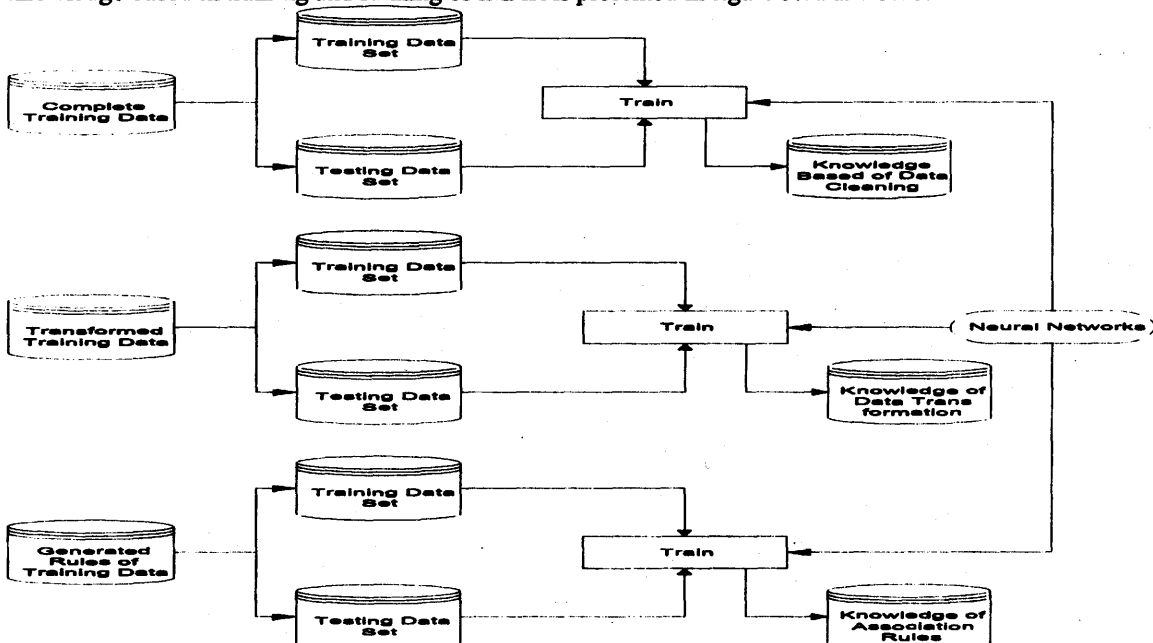 Training Data
Set
Complete
Training Data
Train
Testing Data
Set
Knowledge
Based of Data
Cleaning
Training Data
Set
Transformed
Training Data
Train
Neural Networks
Testing Data
Set
Knowledge of
Data Trans
formation
Training Data
Set
Generated
Rules of
Training Data
Train
Testing Data
Set
Knowledge of
Association
Rules